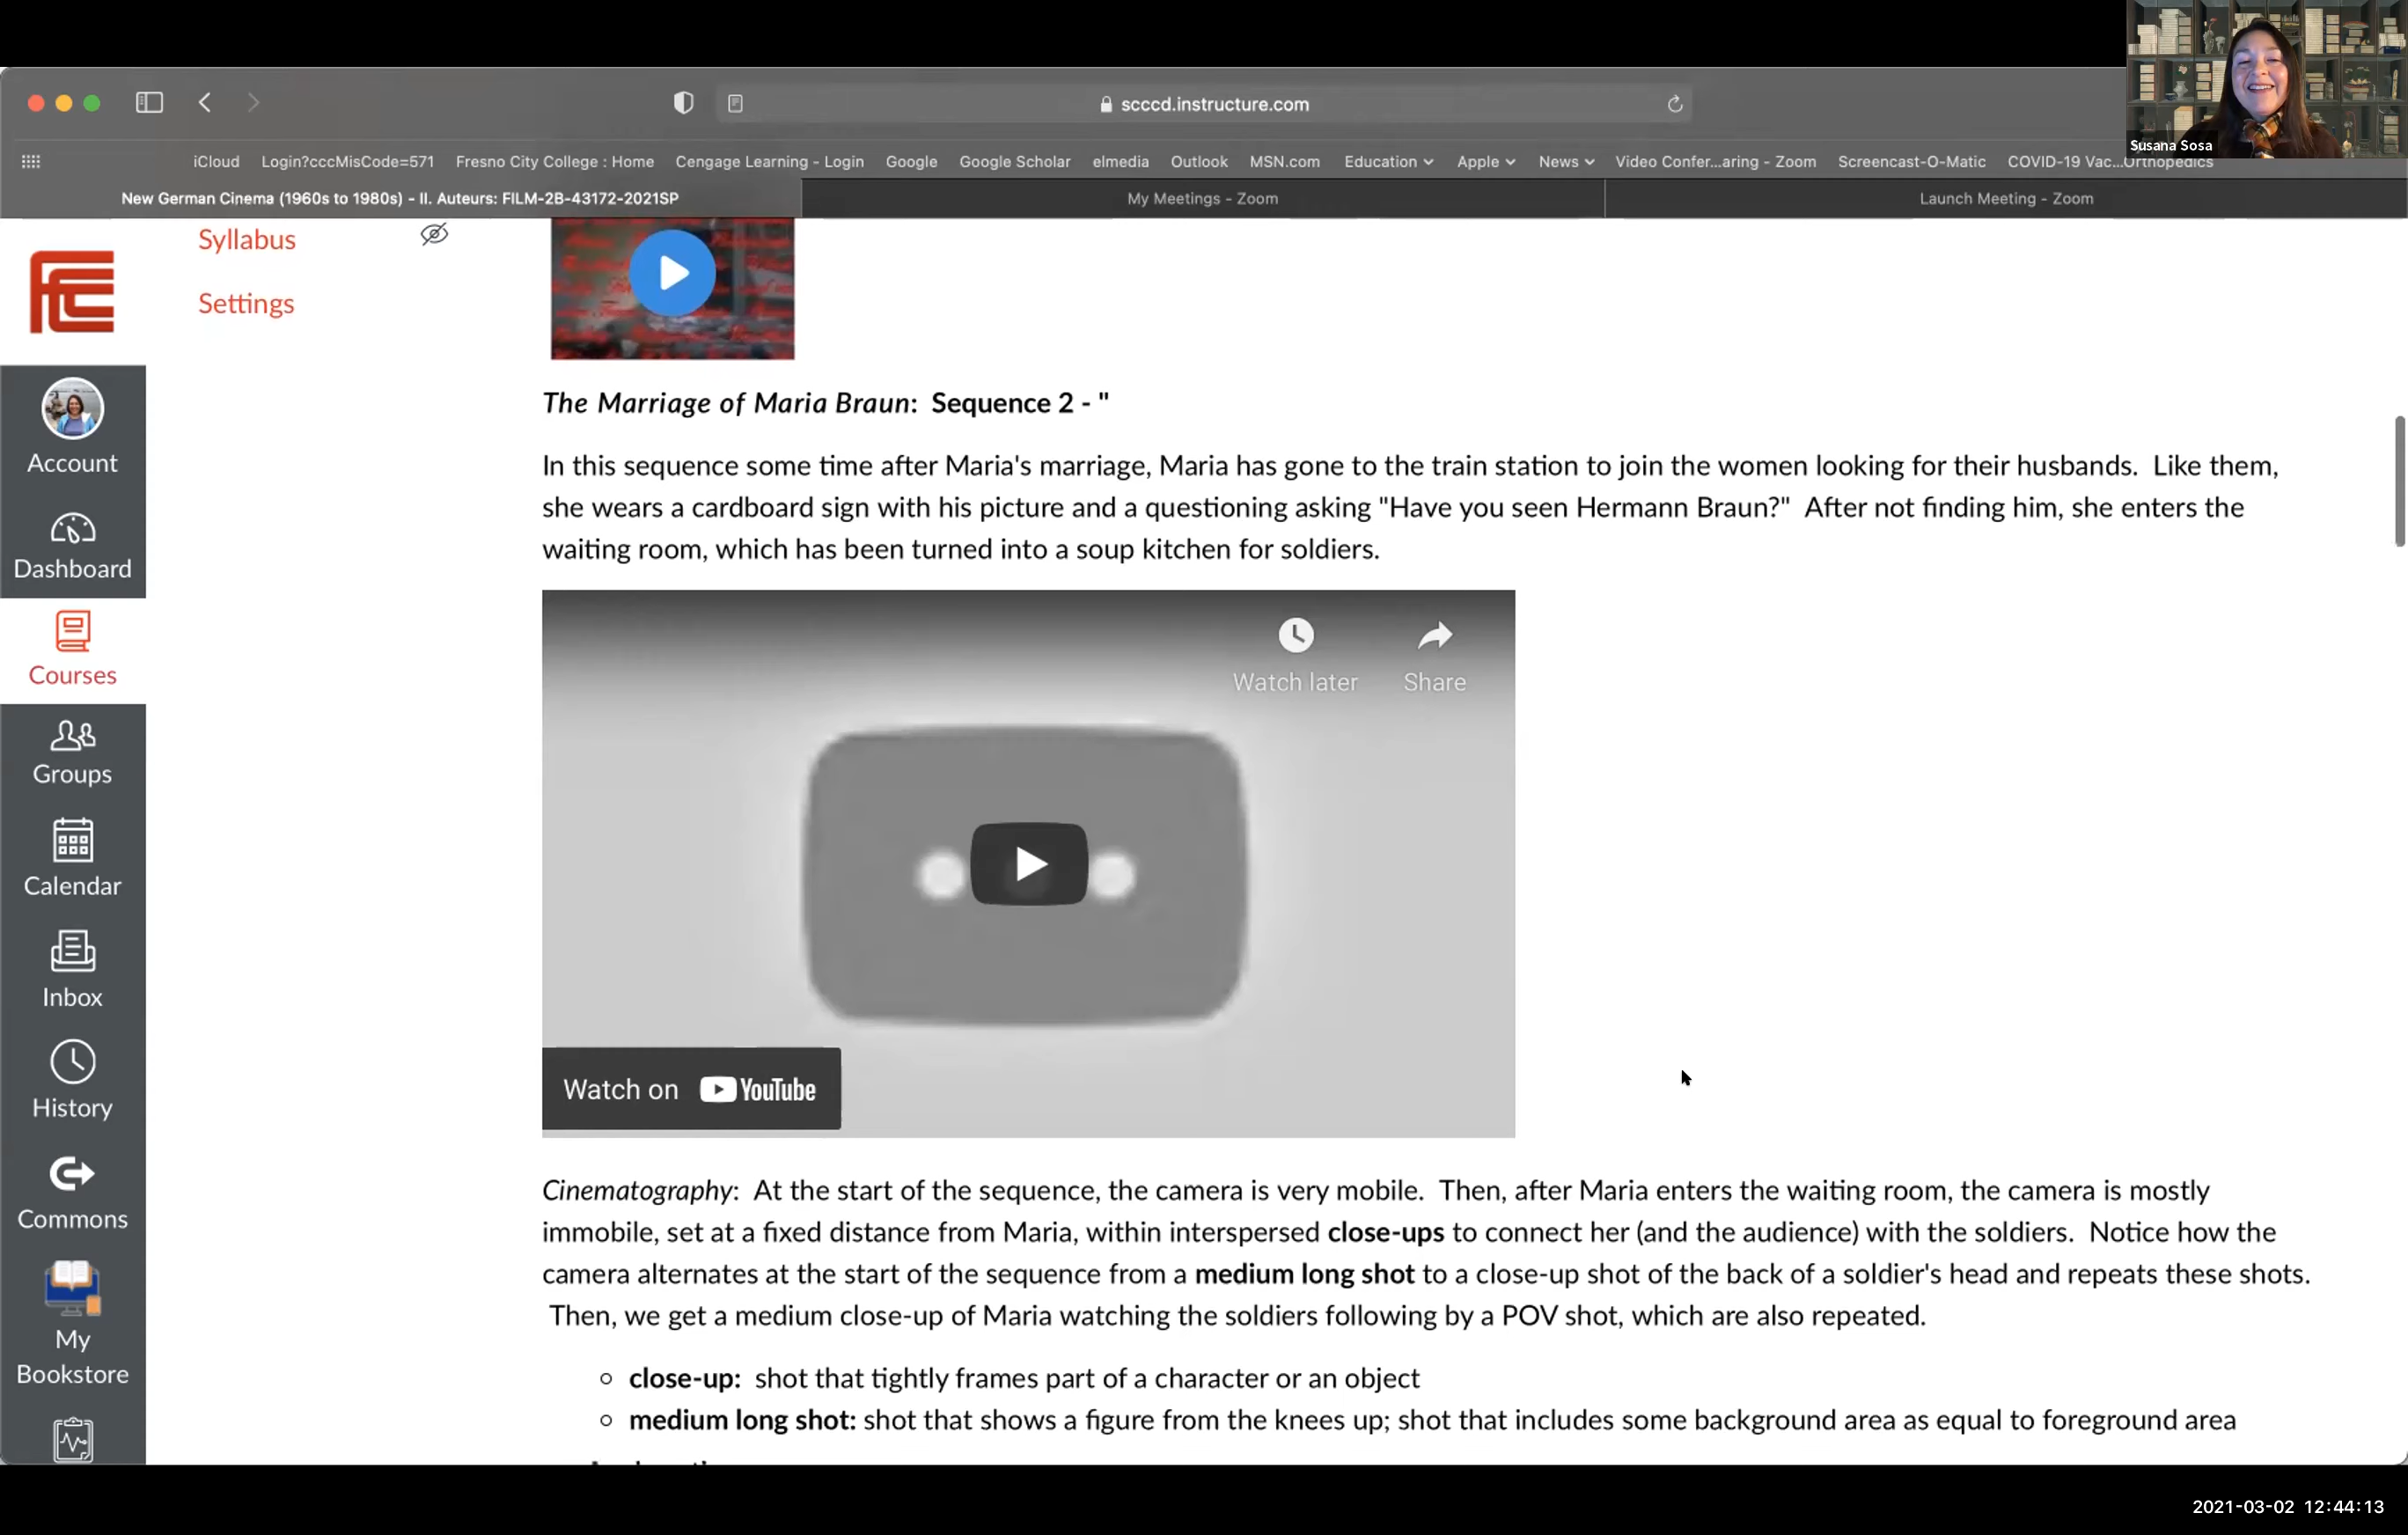 Susana Sosa
scccd.instructure.com
iCloud Login?cccMisCode=571 Fresno City College : Home Cengage Learning - Login Google Google Scholar elmedia Outlook MSN.com Education Apple News Video Confer...aring - Zoom Screencast-O-Matic COVID-19 Vac...Orthopedics
New German Cinema (1960s to 1980s) - II. Auteurs: FILM-2B-43172-2021SP My Meetings - Zoom Launch Meeting - Zoom
Syllabus
Settings
Account
Dashboard
Courses
Groups
Calendar
Inbox
History
Commons
My
Bookstore
The Marriage of Maria Braun: Sequence 2 - "
In this sequence some time after Maria's marriage, Maria has gone to the train station to join the women looking for their husbands. Like them,
she wears a cardboard sign with his picture and a questioning asking "Have you seen Hermann Braun?" After not finding him, she enters the
waiting room, which has been turned into a soup kitchen for soldiers.
Watch later Share
Watch on YouTube
Cinematography: At the start of the sequence, the camera is very mobile. Then, after Maria enters the waiting room, the camera is mostly
immobile, set at a fixed distance from Maria, within interspersed close-ups to connect her (and the audience) with the soldiers. Notice how the
camera alternates at the start of the sequence from a medium long shot to a close-up shot of the back of a soldier's head and repeats these shots.
Then, we get a medium close-up of Maria watching the soldiers following by a POV shot, which are also repeated.
close-up: shot that tightly frames part of a character or an object
medium long shot: shot that shows a figure from the knees up; shot that includes some background area as equal to foreground area
2021-03-02 12:44:13